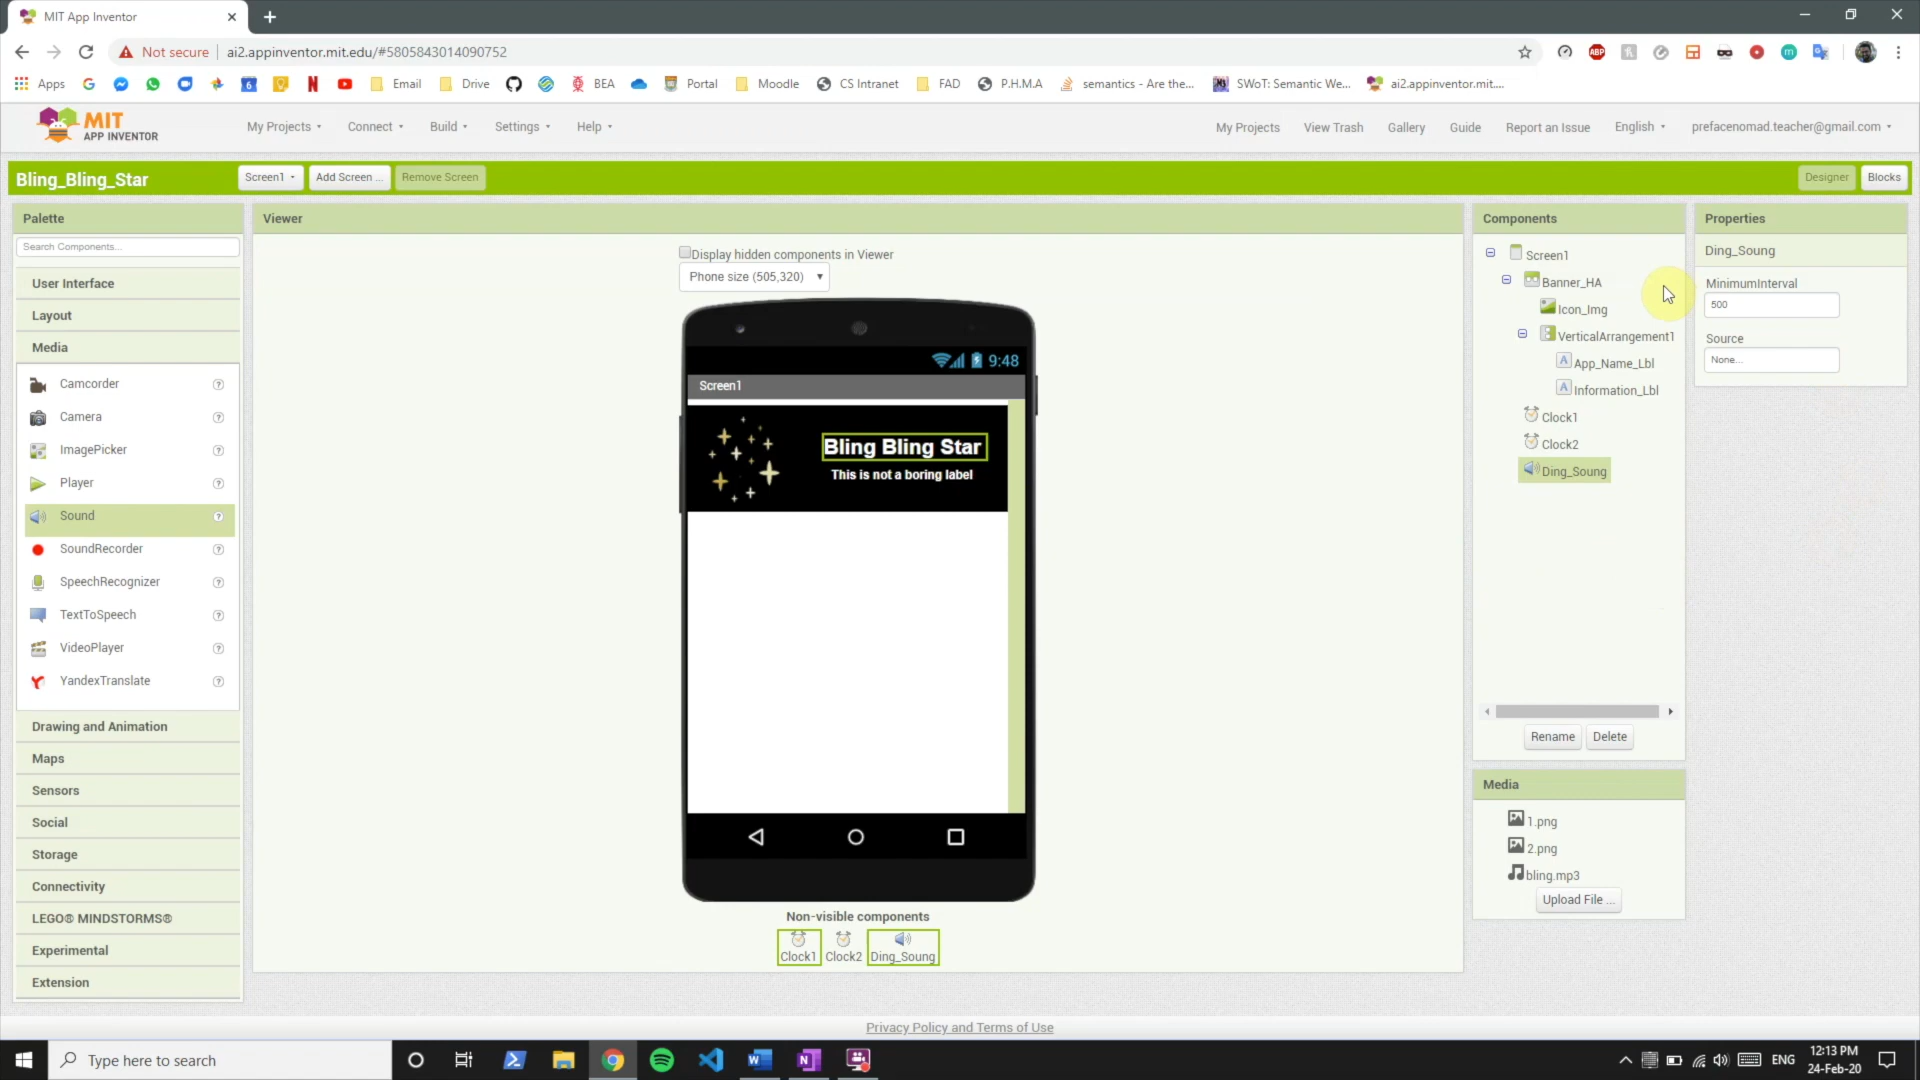 MIT App Inventor
Not secure
ai2.appinventor.mit.edu/#5805843014090752
ABP
Apps
6
Email
Drive
BEA
Portal
Moodle
CS Intranet
FAD
P.H.M.A
semantics - Are the...
SWoT: Semantic We...
ai2.appinventor.mit....
MIT
APP INVENTOR
My Projects
Connect
Build
Settings
Help
My Projects
View Trash
Gallery
Guide
Report an Issue
English
prefacenomad.teacher@gmail.com
Bling_Bling_Star
Screen1
Add Screen ...
Remove Screen
Designer
Blocks
Palette
Search Components...
User Interface
Layout
Media
Camcorder
Camera
ImagePicker
Player
Sound
SoundRecorder
SpeechRecognizer
TextToSpeech
VideoPlayer
YandexTranslate
Drawing and Animation
Maps
Sensors
Social
Storage
Connectivity
LEGO® MINDSTORMS®
Experimental
Extension
Viewer
Display hidden components in Viewer
Phone size (505,320)
9:48
Screen1
Bling Bling Star
This is not a boring label
Non-visible components
Clock1
Clock2
Ding_Soung
Components
Screen1
Banner_HA
Icon_Img
VerticalArrangement1
App_Name_Lbl
Information_Lbl
Clock1
Clock2
Ding_Soung
Rename
Delete
Media
1.png
2.png
bling.mp3
Upload File ...
Properties
Ding_Soung
MinimumInterval
500
Source
None...
Privacy Policy and Terms of Use
Type here to search
ENG
12:13 PM
24-Feb-20